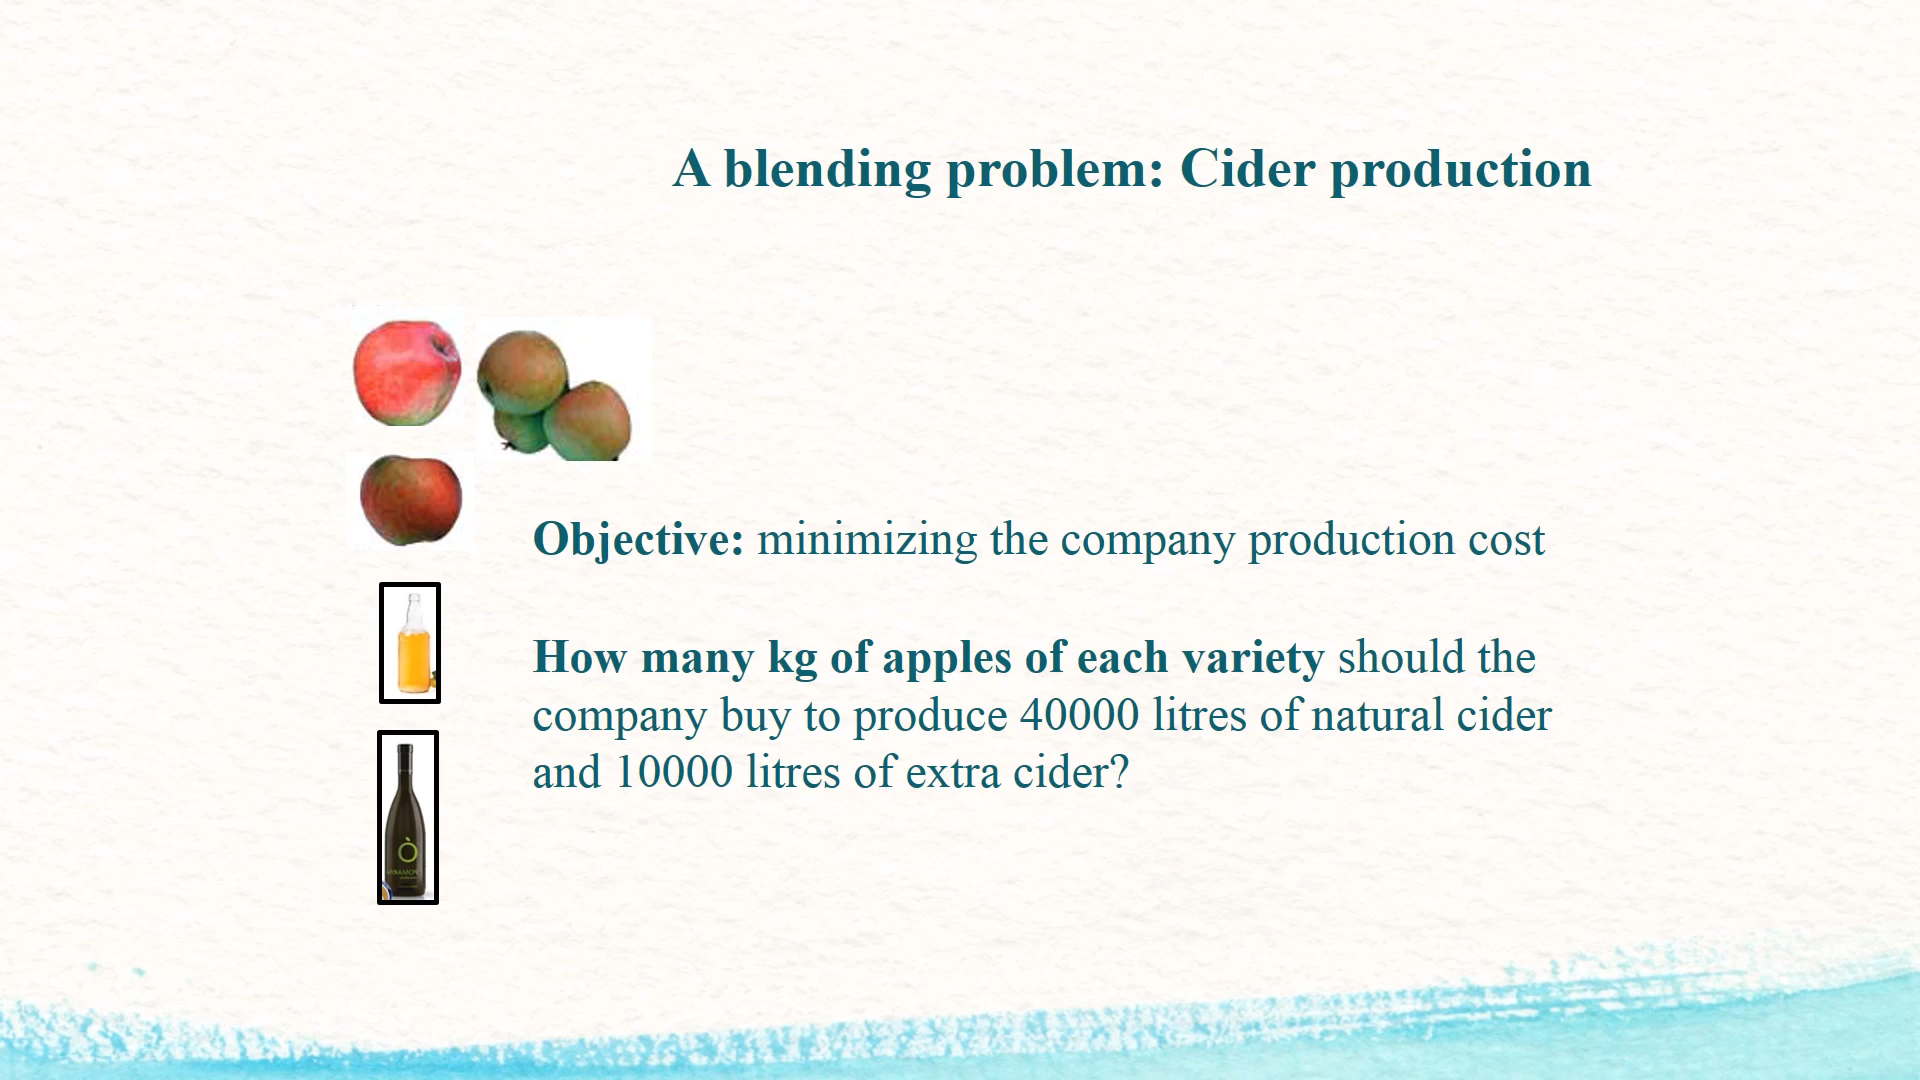 A blending problem: Cider production
Objective: minimizing the company production cost
How many kg of apples of each variety should the
company buy to produce 40000 litres of natural cider
and 10000 litres of extra cider?